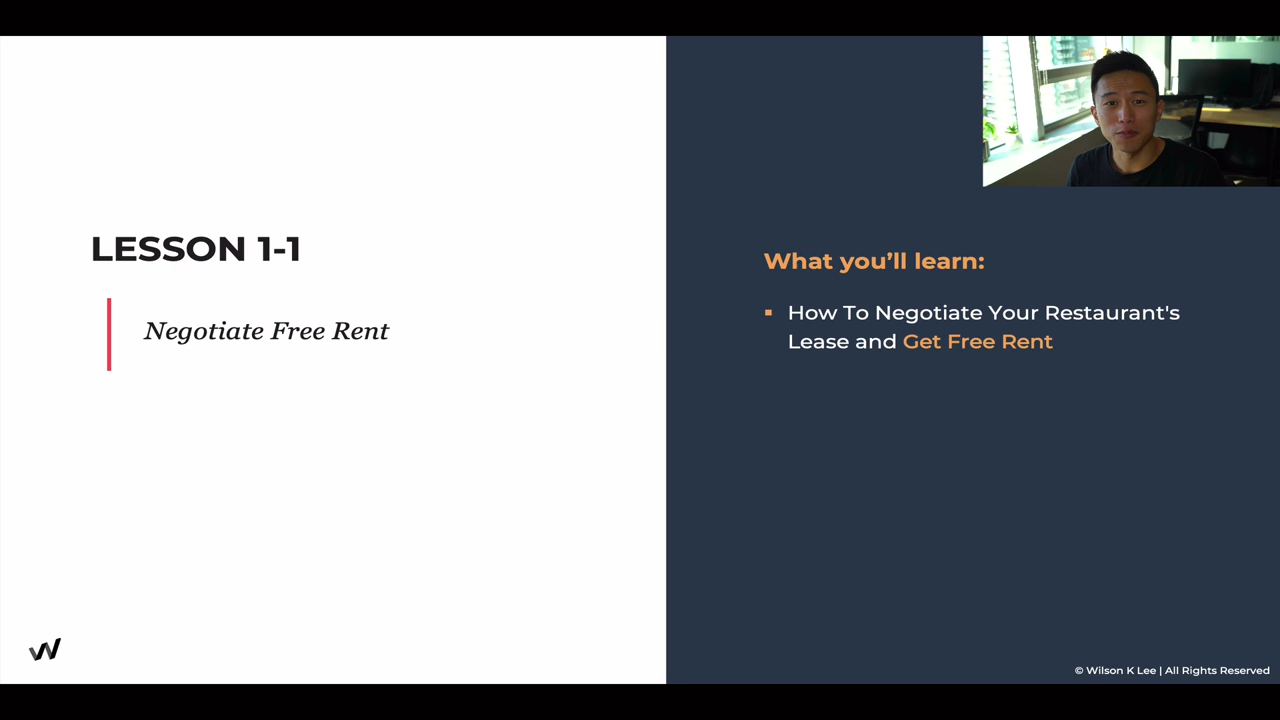 LESSON 1-1
Negotiate Free Rent
What you’ll learn:
▪ How To Negotiate Your Restaurant's
Lease and Get Free Rent
© Wilson K Lee | All Rights Reserved